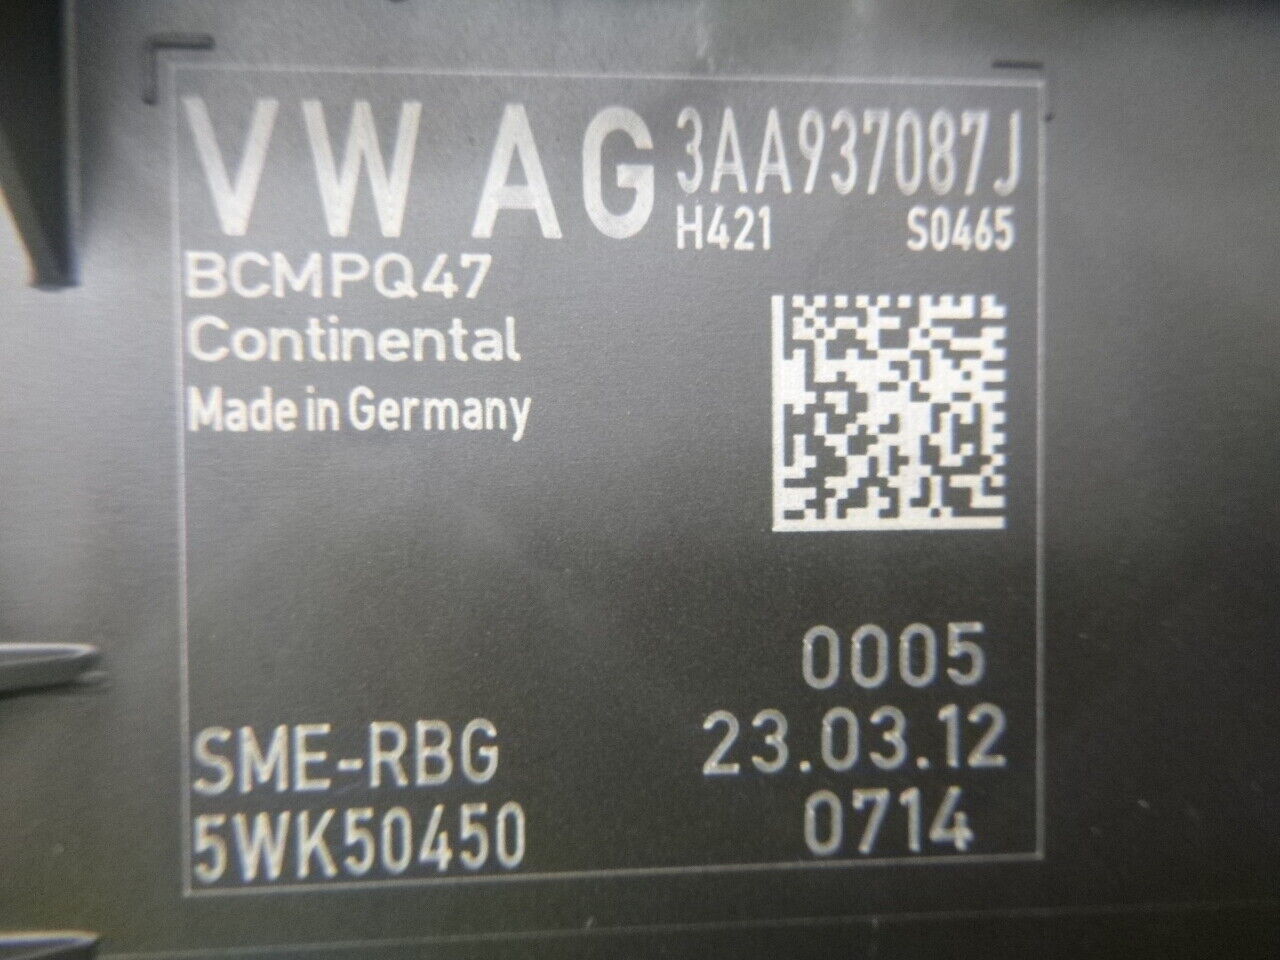 VW AG 3AA937087J
H421 S0465
BCMPQ47
Continental
Made in Germany
0005
SME-RBG 23.03.12
5WK50450 0714